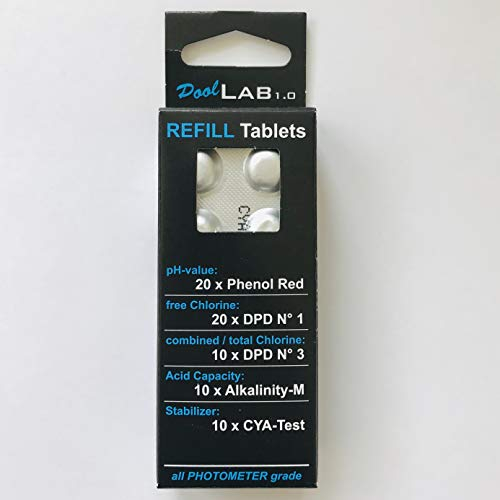 Pool LAB 1.0
REFILL Tablets
CYA
pH-value:
20 x Phenol Red
free Chlorine:
20 x DPD N° 1
combined / total Chlorine:
10 x DPD N° 3
Acid Capacity:
10 x Alkalinity-M
Stabilizer:
10 x CYA-Test
all PHOTOMETER grade